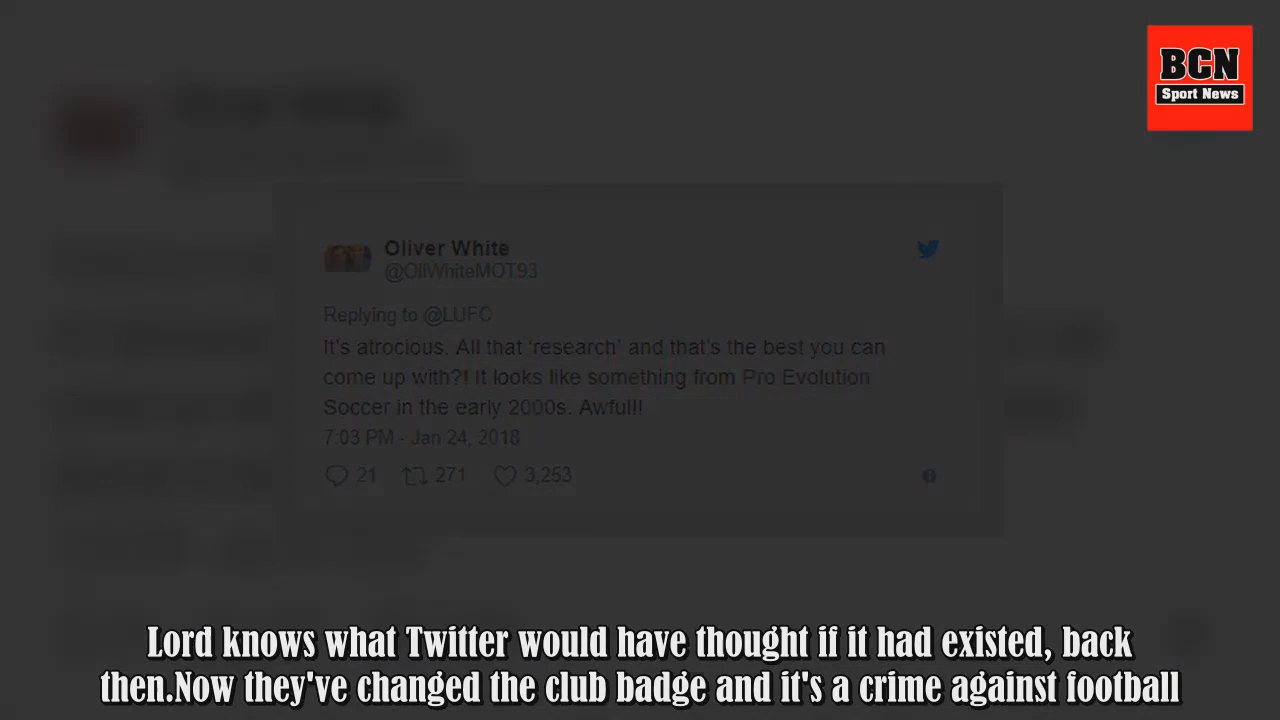 BCN
Sport News
Oliver White
@OliWhiteMOT93
Replying to @LUFC
It's atrocious. All that 'research' and that's the best you can
come up with?! It looks like something from Pro Evolution
Soccer in the early 2000s. Awful!!
7:03 PM - Jan 24, 2018
21 271 3,253
Lord knows what Twitter would have thought if it had existed, back
then.Now they've changed the club badge and it's a crime against football